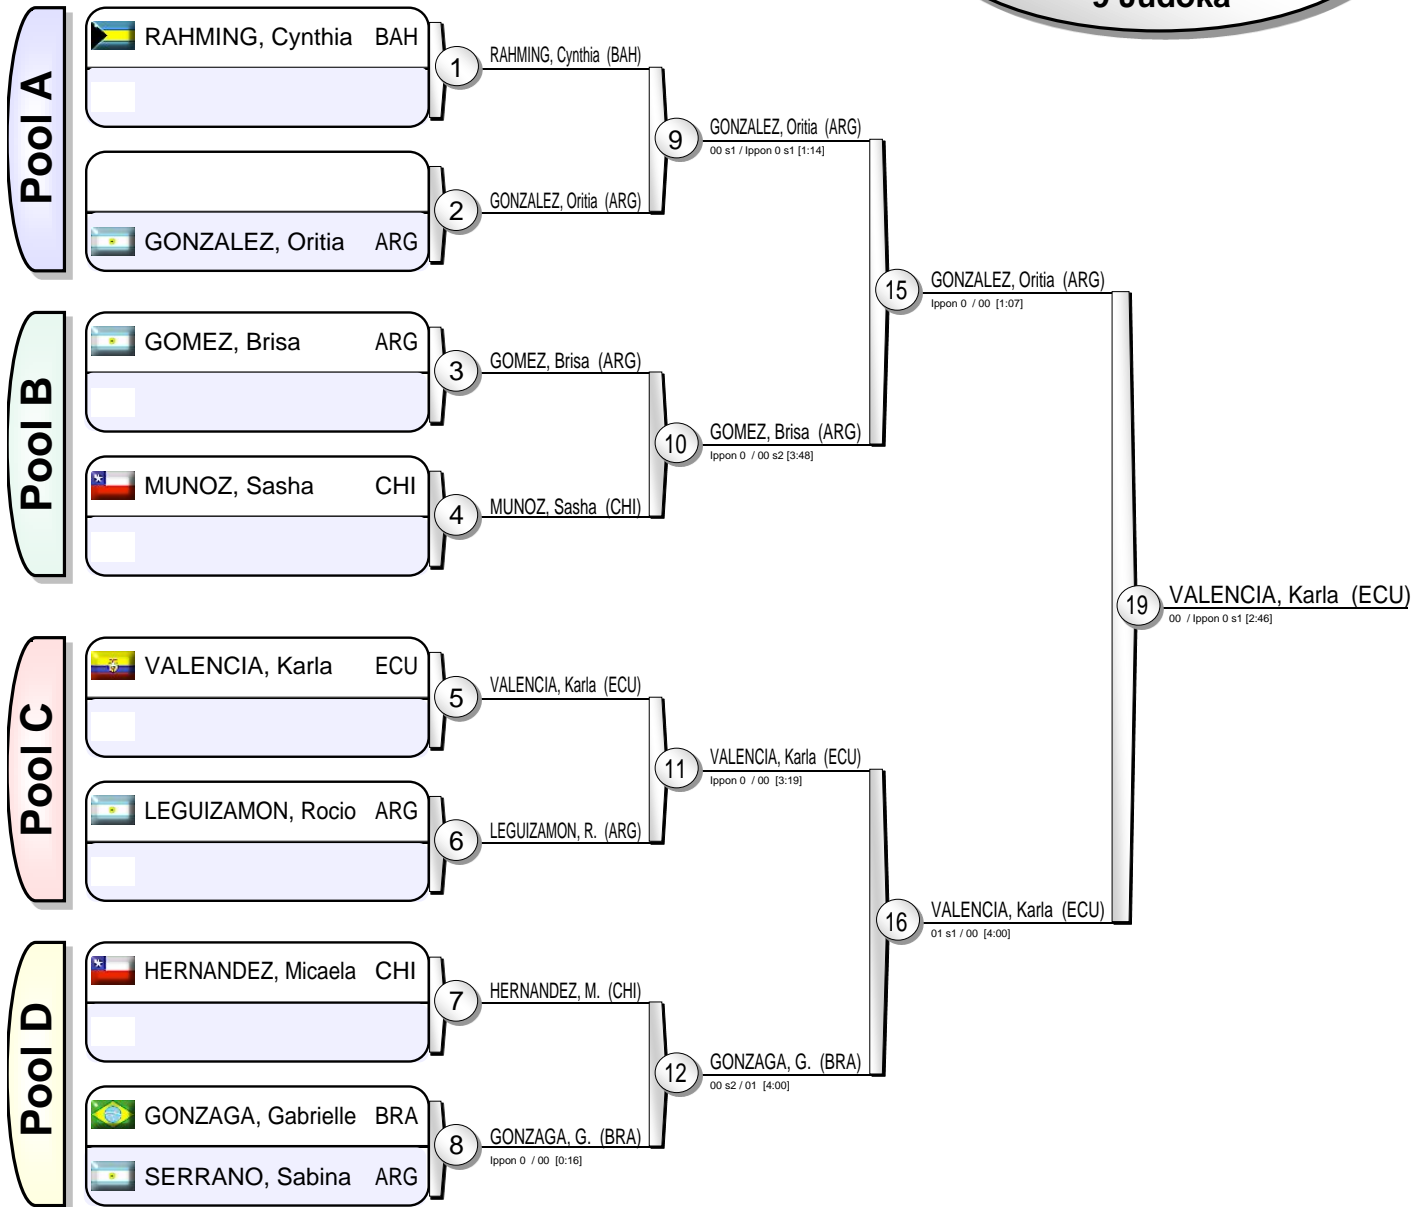 9 Judoka
Pool A
RAHMING, Cynthia BAH
1
RAHMING, Cynthia (BAH)
GONZALEZ, Oritia ARG
2
GONZALEZ, Oritia (ARG)
9
GONZALEZ, Oritia (ARG)
00 s1 / Ippon 0 s1 [1:14]
Pool B
GOMEZ, Brisa ARG
3
GOMEZ, Brisa (ARG)
MUNOZ, Sasha CHI
4
MUNOZ, Sasha (CHI)
10
GOMEZ, Brisa (ARG)
Ippon 0 / 00 s2 [3:48]
15
GONZALEZ, Oritia (ARG)
Ippon 0 / 00 [1:07]
Pool C
VALENCIA, Karla ECU
5
VALENCIA, Karla (ECU)
LEGUIZAMON, Rocio ARG
6
LEGUIZAMON, R. (ARG)
11
VALENCIA, Karla (ECU)
Ippon 0 / 00 [3:19]
Pool D
HERNANDEZ, Micaela CHI
7
HERNANDEZ, M. (CHI)
GONZAGA, Gabrielle BRA
SERRANO, Sabina ARG
8
GONZAGA, G. (BRA)
Ippon 0 / 00 [0:16]
12
GONZAGA, G. (BRA)
00 s2 / 01 [4:00]
16
VALENCIA, Karla (ECU)
01 s1 / 00 [4:00]
19
VALENCIA, Karla (ECU)
00 / Ippon 0 s1 [2:46]